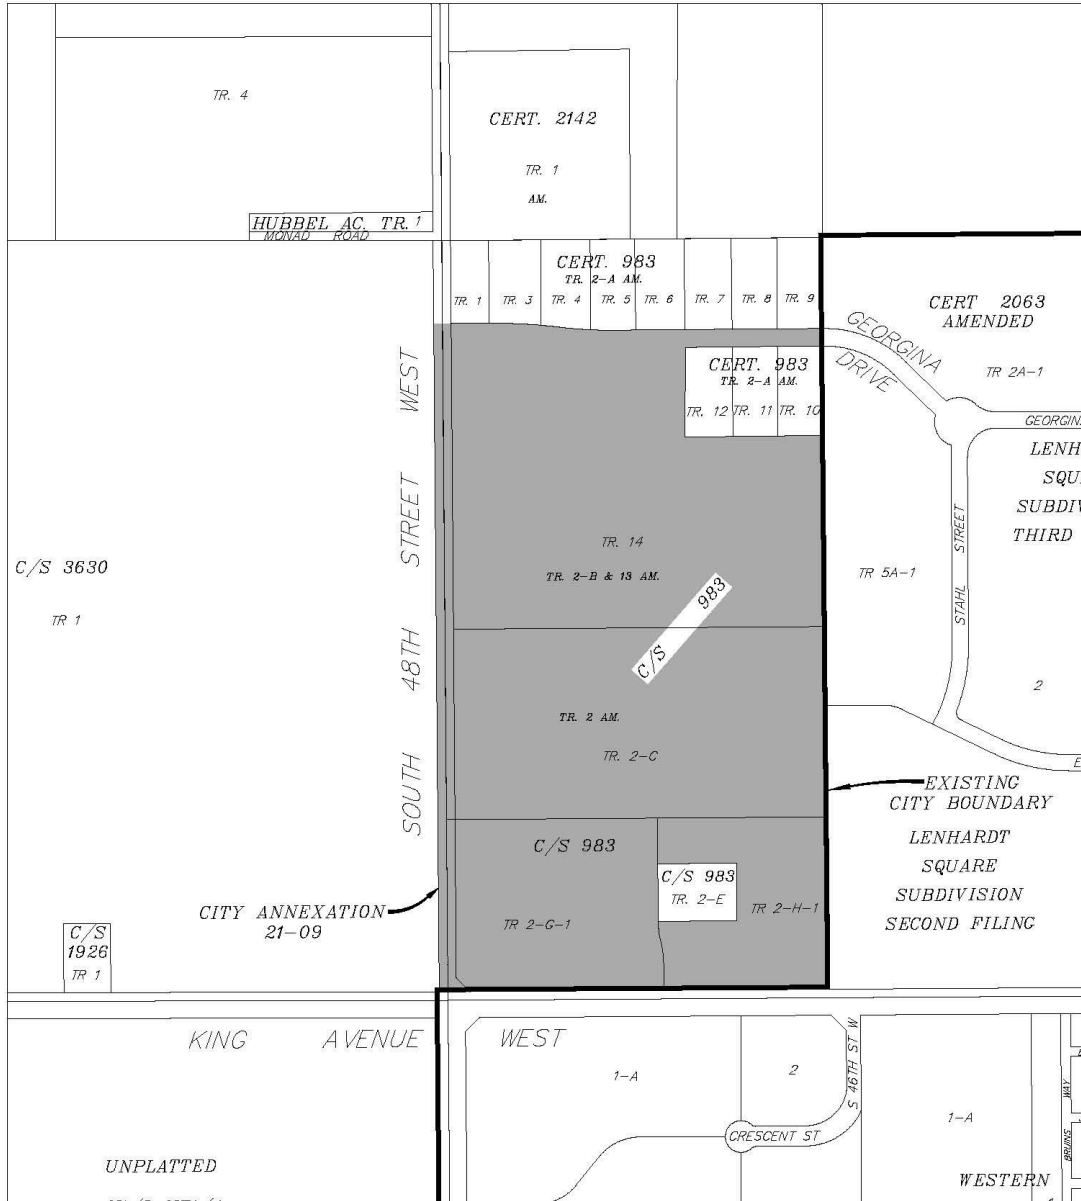 TR. 4
CERT. 2142
TR. 1
AM.
HUBBEL AC. TR. 1
MONAD ROAD
CERT. 983
TR. 2-A AM.
TR. 1 TR. 3 TR. 4 TR. 5 TR. 6 TR. 7 TR. 8 TR. 9
CERT 2063
AMENDED
TR 2A-1
GEORGINA
DRIVE
CERT. 983
TR. 2-A AM.
TR. 12 TR. 11 TR. 10
SOUTH 48TH STREET WEST
STAHL STREET
TR. 14
TR. 2-B & 13 AM.
C/S 983
C/S 3630
TR 1
TR 5A-1
THIRD
2
TR. 2 AM.
TR. 2-C
EXISTING
CITY BOUNDARY
LENHARDT
SQUARE
SUBDIVISION
SECOND FILING
C/S 983
TR 2-G-1
C/S 983
TR. 2-E
TR 2-H-1
CITY ANNEXATION
21-09
C/S
1926
TR 1
KING AVENUE WEST
1-A
2
S 46TH ST W
CRESCENT ST
1-A
BRUINS WAY
UNPLATTED
WESTERN